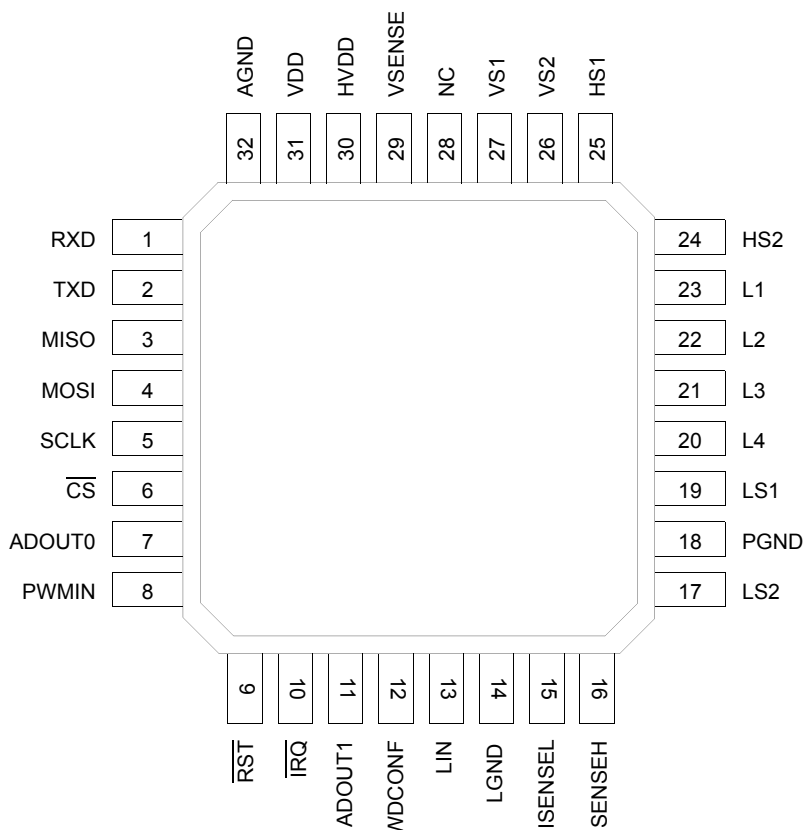 AGND
VDD
HVDD
VSENSE
NC
VS1
VS2
HS1
32
31
30
29
28
27
26
25
RXD 1
24 HS2
TXD 2
23 L1
MISO 3
22 L2
MOSI 4
21 L3
SCLK 5
20 L4
C̅S̅ 6
19 LS1
ADOUT0 7
18 PGND
PWMIN 8
17 LS2
9
10
11
12
13
14
15
16
R̅S̅T̅
I̅R̅Q̅
ADOUT1
WDCONF
LIN
LGND
ISENSEL
SENSEH